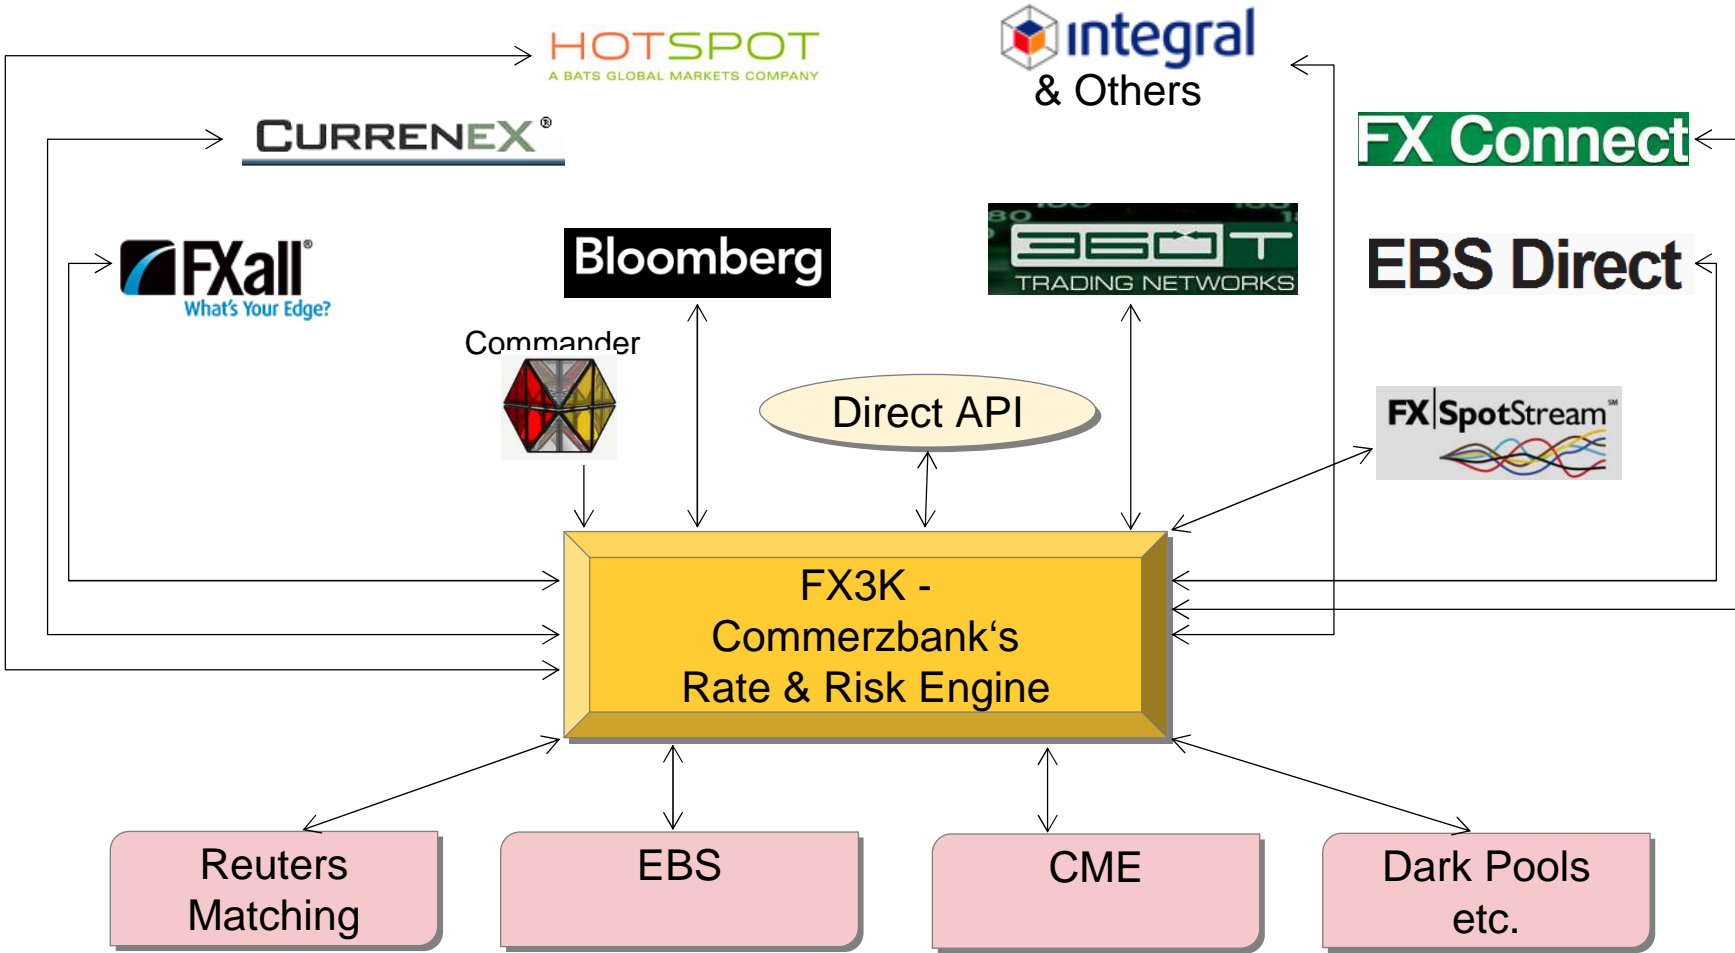 HOTSPOT
A BATS GLOBAL MARKETS COMPANY
integral
& Others
CURRENEX®
FX Connect
FXall®
What's Your Edge?
Bloomberg
360T
TRADING NETWORKS
EBS Direct
Commander
Direct API
FX SpotStream℠
FX3K -
Commerzbank‘s
Rate & Risk Engine
Reuters
Matching
EBS
CME
Dark Pools
etc.